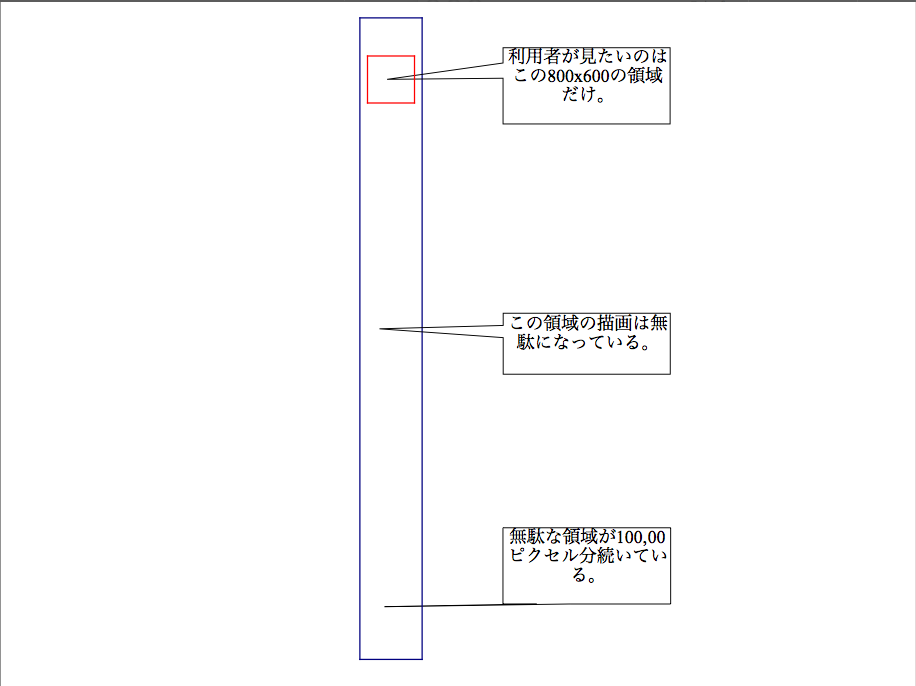 利用者が見たいのは
この800x600の領域
だけ。
この領域の描画は無
駄になっている。
無駄な領域が100,00
ピクセル分続いてい
る。